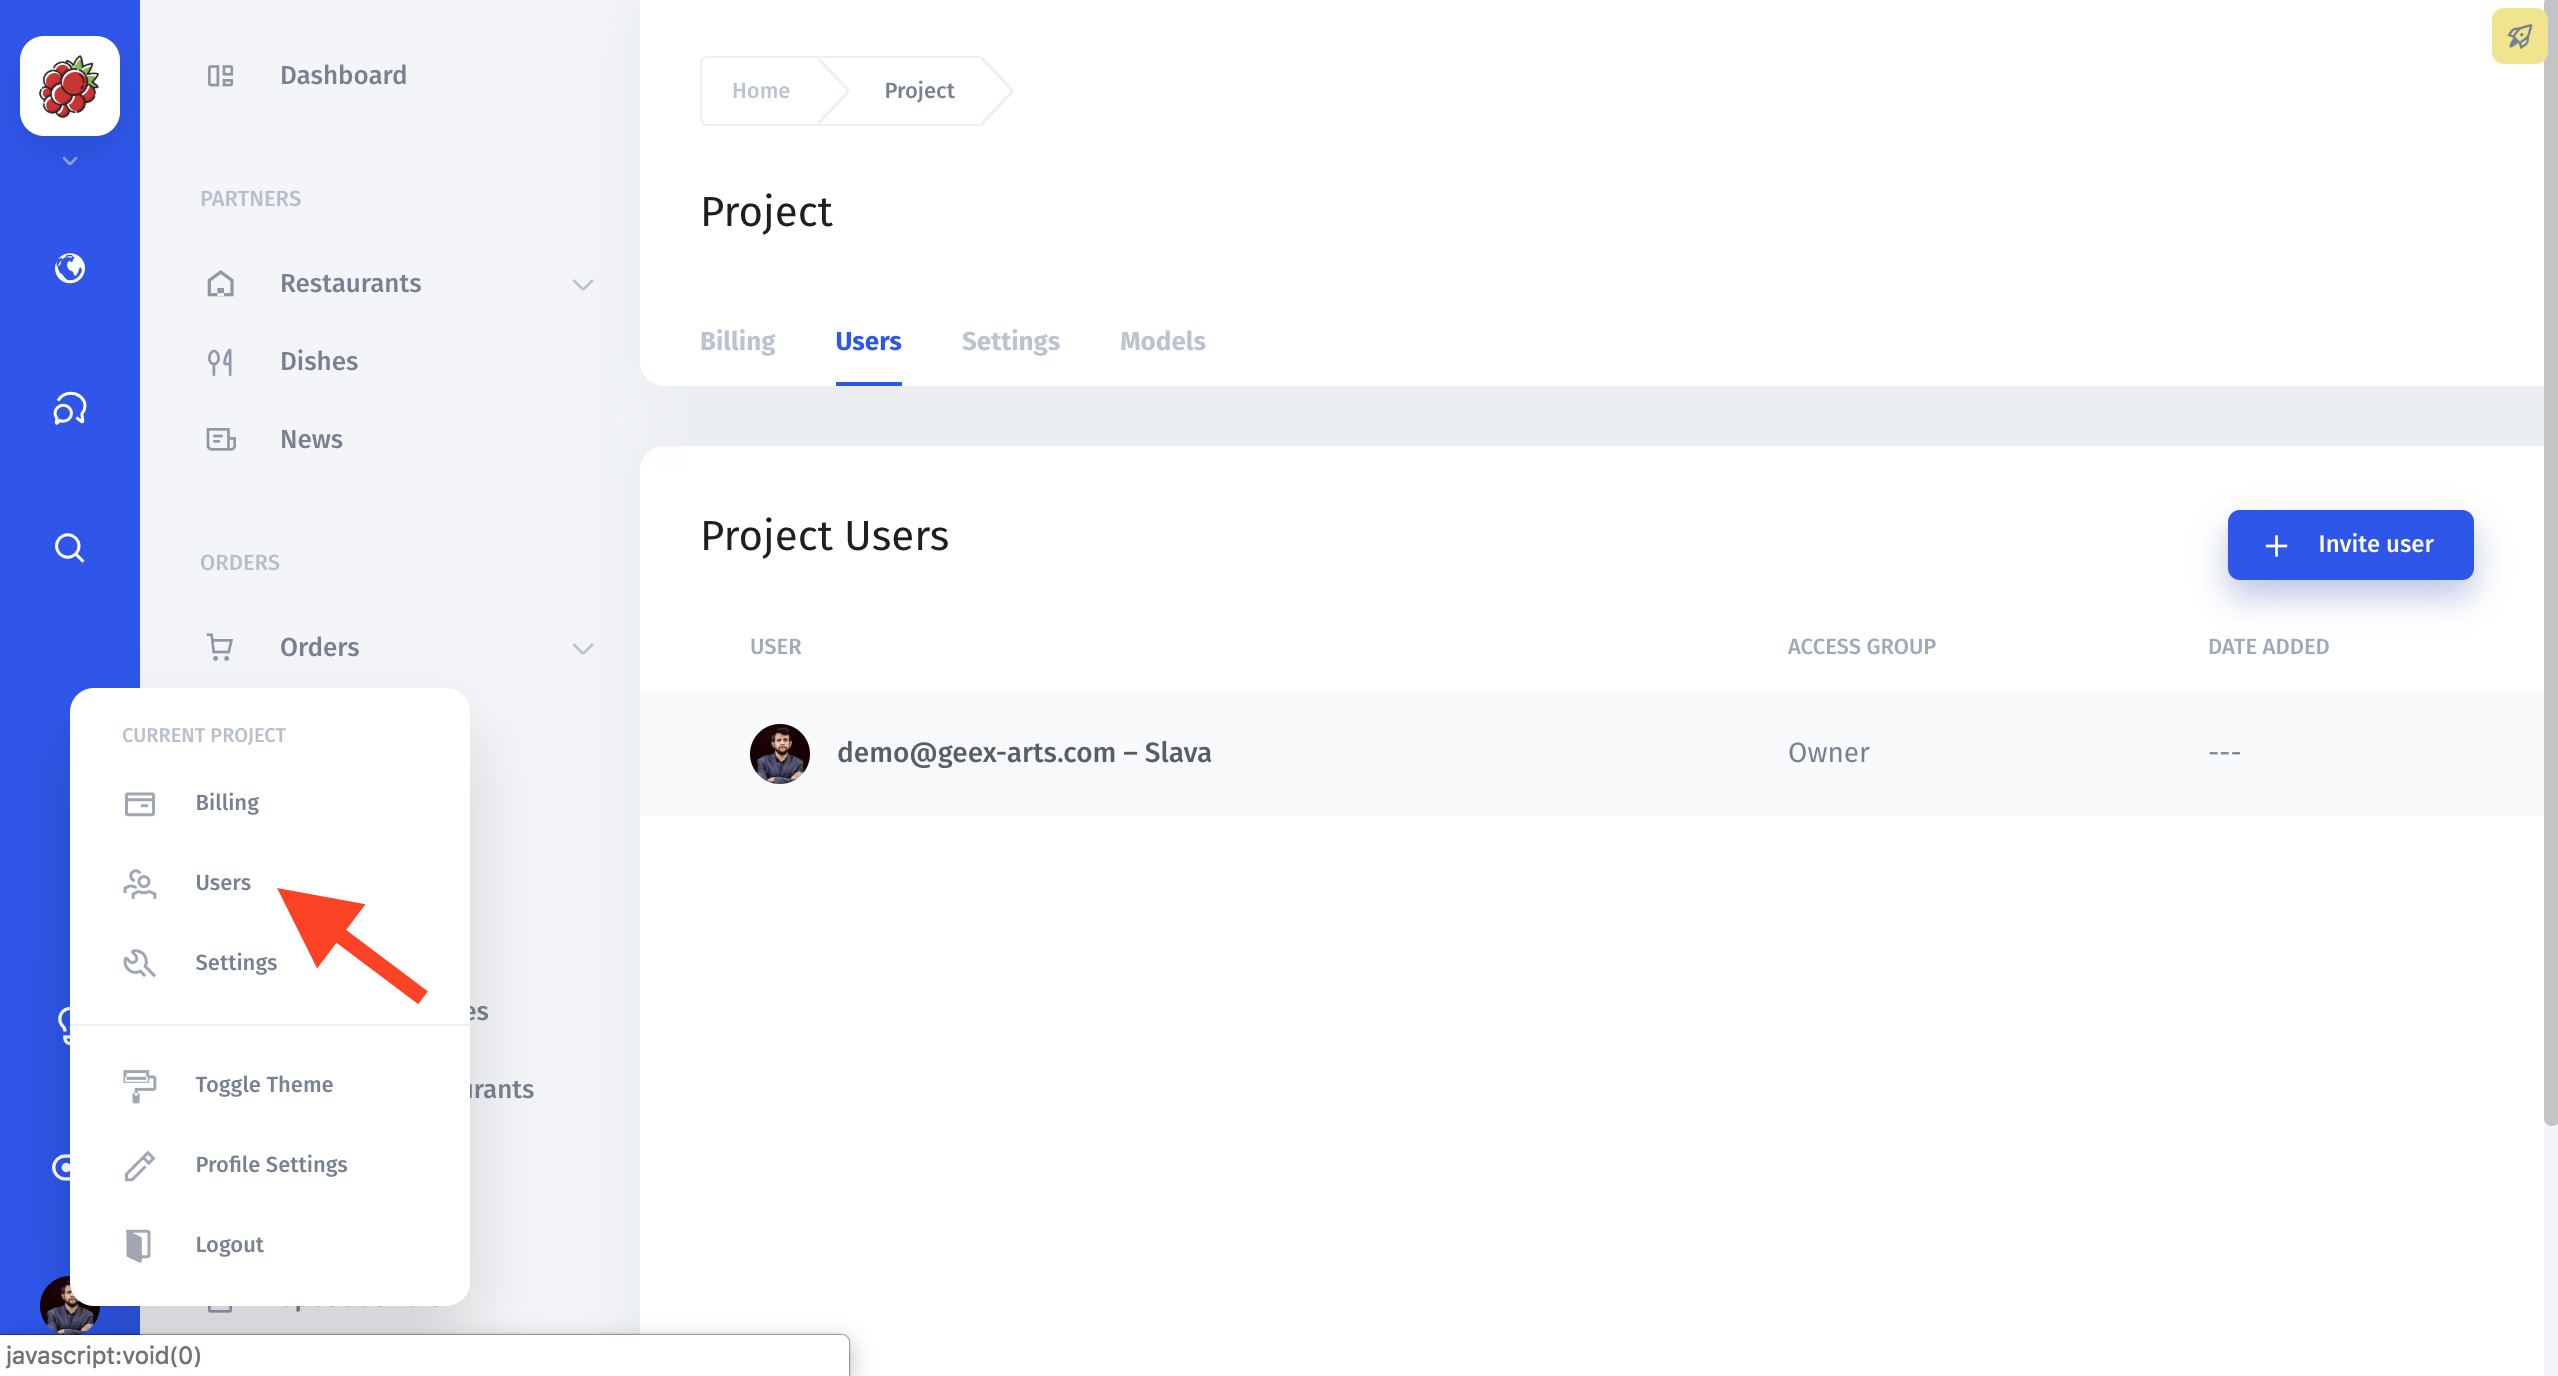 Dashboard
PARTNERS
Restaurants
Dishes
News
ORDERS
Orders
CURRENT PROJECT
Billing
Users
Settings
es
urants
Toggle Theme
Profile Settings
Logout
javascript:void(0)
Home
Project
Project
Billing
Users
Settings
Models
Project Users
+ Invite user
USER
ACCESS GROUP
DATE ADDED
demo@geex-arts.com – Slava
Owner
---